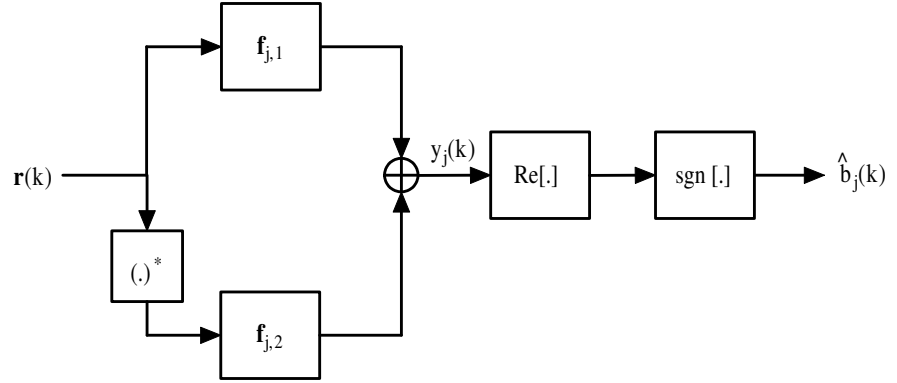 f_{j,1}
r(k)
y_j(k)
Re[.]
sgn [.]
b̂_j(k)
(.)^*
f_{j,2}